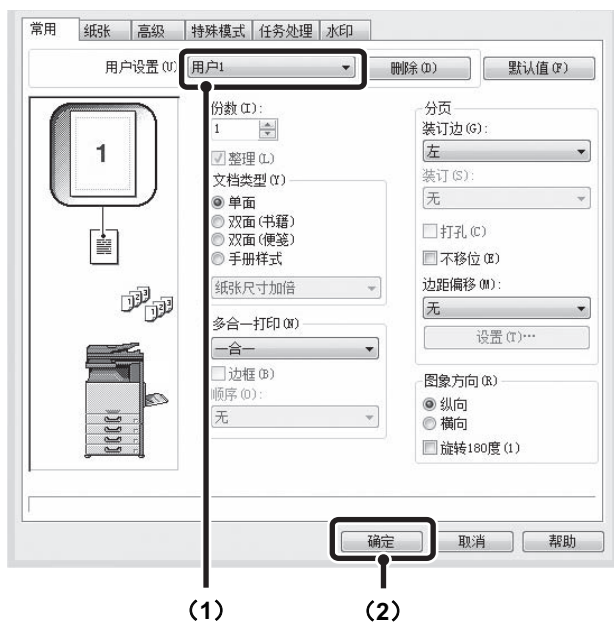 常用 纸张 高级 特殊模式 任务处理 水印
用户设置(U) 用户1 删除(D) 默认值(F)
份数(I):
1
整理(L)
文档类型(Y)
单面
双面(书籍)
双面(便笺)
手册样式
纸张尺寸加倍
多合一打印(N)
一合一
边框(B)
顺序(O):
无
分页
装订边(G):
左
装订(S):
无
打孔(C)
不移位(E)
边距偏移(M):
无
设置(T)…
图象方向(R)
纵向
横向
旋转180度(1)
1
123
123
确定 取消 帮助
(1) (2)